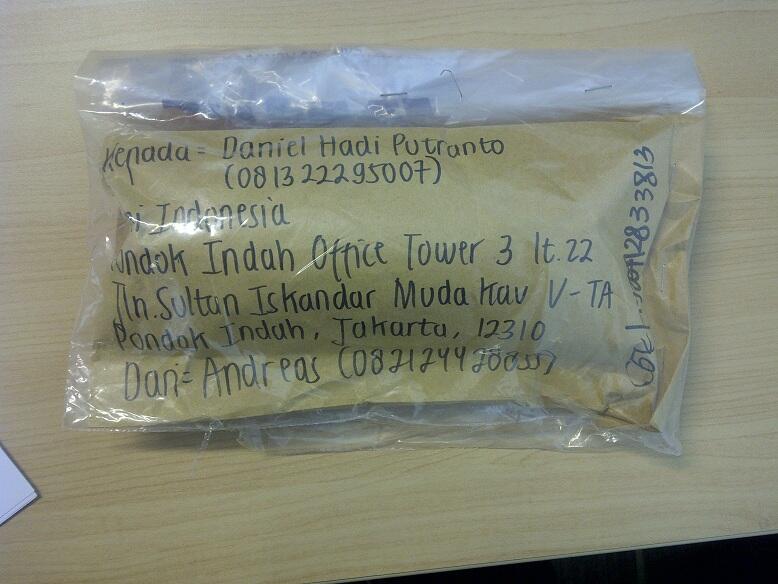 Kepada = Daniel Hadi Putranto
(081322295007)
Indonesia
Pondok Indah Office Tower 3 lt.22
Jln. Sultan Iskandar Muda Kav V-TA
Pondok Indah, Jakarta, 12310
Dari = Andreas